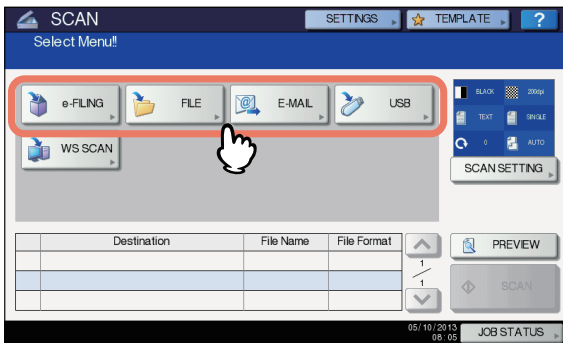 SCAN
SETTINGS
TEMPLATE
?
Select Menu!!
e-FILING
FILE
E-MAIL
USB
WS SCAN
BLACK
200dpi
TEXT
SINGLE
0
AUTO
SCAN SETTING
Destination File Name File Format
1
1
PREVIEW
SCAN
05/10/2013
08:05
JOB STATUS